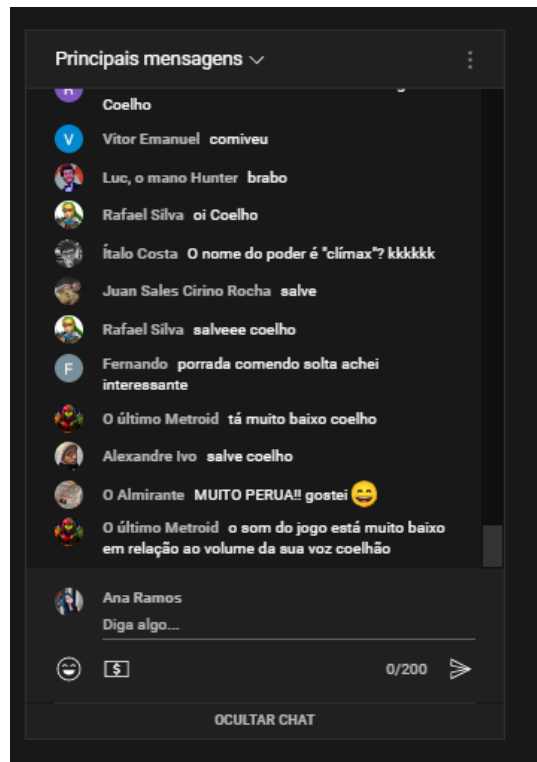 Principais mensagens
Coelho
V Vitor Emanuel comiveu
Luc, o mano Hunter brabo
Rafael Silva oi Coelho
Ítalo Costa O nome do poder é "clímax"? kkkkkk
Juan Sales Cirino Rocha salve
Rafael Silva salveee coelho
F Fernando porrada comendo solta achei
interessante
O último Metroid tá muito baixo coelho
Alexandre Ivo salve coelho
O Almirante MUITO PERUA!! gostei 😄
O último Metroid o som do jogo está muito baixo
em relação ao volume da sua voz coelhão
Ana Ramos
Diga algo...
$ 0/200
OCULTAR CHAT